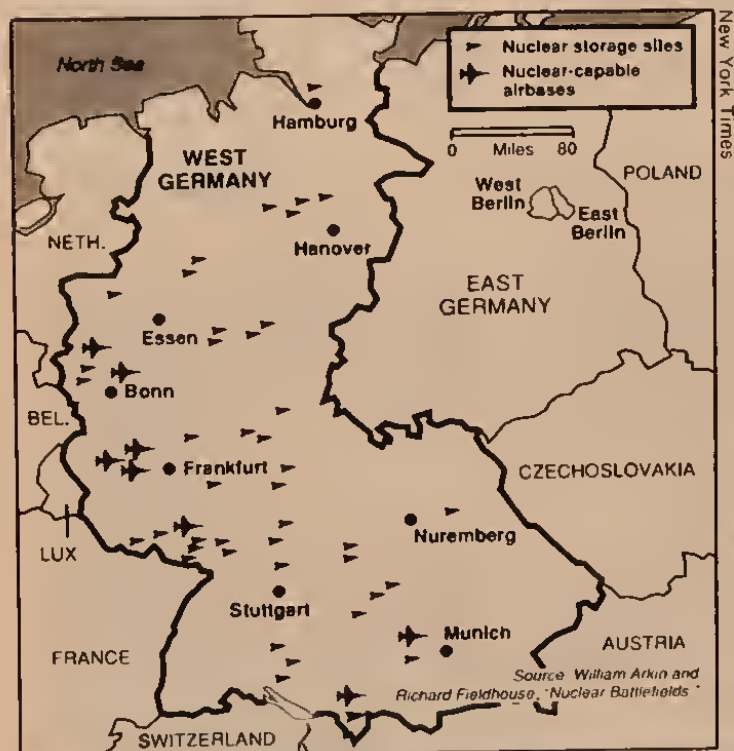 North Sea
Nuclear storage sites
Nuclear-capable
airbases
0 Miles 80
New York Times
Hamburg
WEST
GERMANY
POLAND
West
Berlin
East
Berlin
Hanover
NETH.
EAST
GERMANY
Essen
Bonn
BEL.
Frankfurt
CZECHOSLOVAKIA
Nuremberg
LUX
Stuttgart
Munich
AUSTRIA
FRANCE
Source William Arkin and
Richard Fieldhouse, "Nuclear Battlefields"
SWITZERLAND